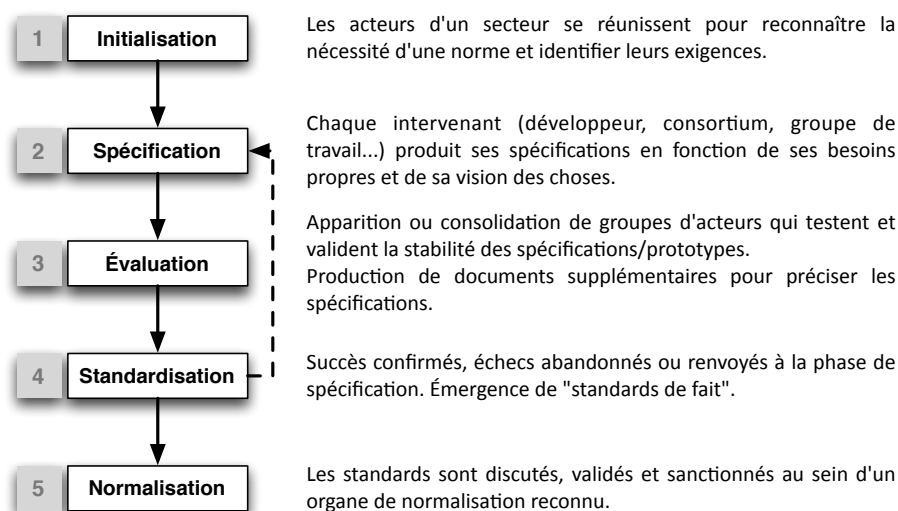 1
Initialisation
Les acteurs d'un secteur se réunissent pour reconnaître la
nécessité d'une norme et identifier leurs exigences.
2
Spécification
Chaque intervenant (développeur, consortium, groupe de
travail...) produit ses spécifications en fonction de ses besoins
propres et de sa vision des choses.
3
Évaluation
Apparition ou consolidation de groupes d'acteurs qui testent et
valident la stabilité des spécifications/prototypes.
Production de documents supplémentaires pour préciser les
spécifications.
4
Standardisation
Succès confirmés, échecs abandonnés ou renvoyés à la phase de
spécification. Émergence de "standards de fait".
5
Normalisation
Les standards sont discutés, validés et sanctionnés au sein d'un
organe de normalisation reconnu.